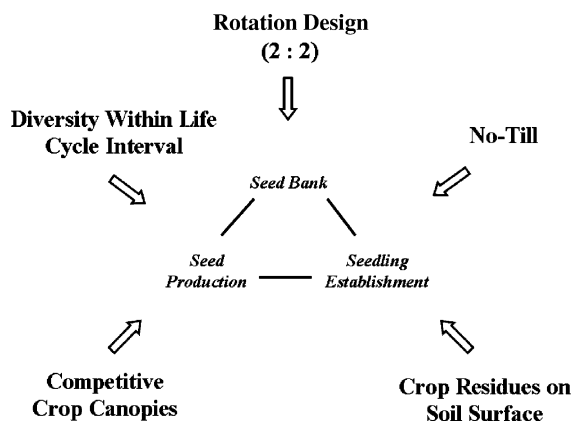 Rotation Design
(2 : 2)
Diversity Within Life
Cycle Interval
No-Till
Seed Bank
Seed
Production
Seedling
Establishment
Competitive
Crop Canopies
Crop Residues on
Soil Surface